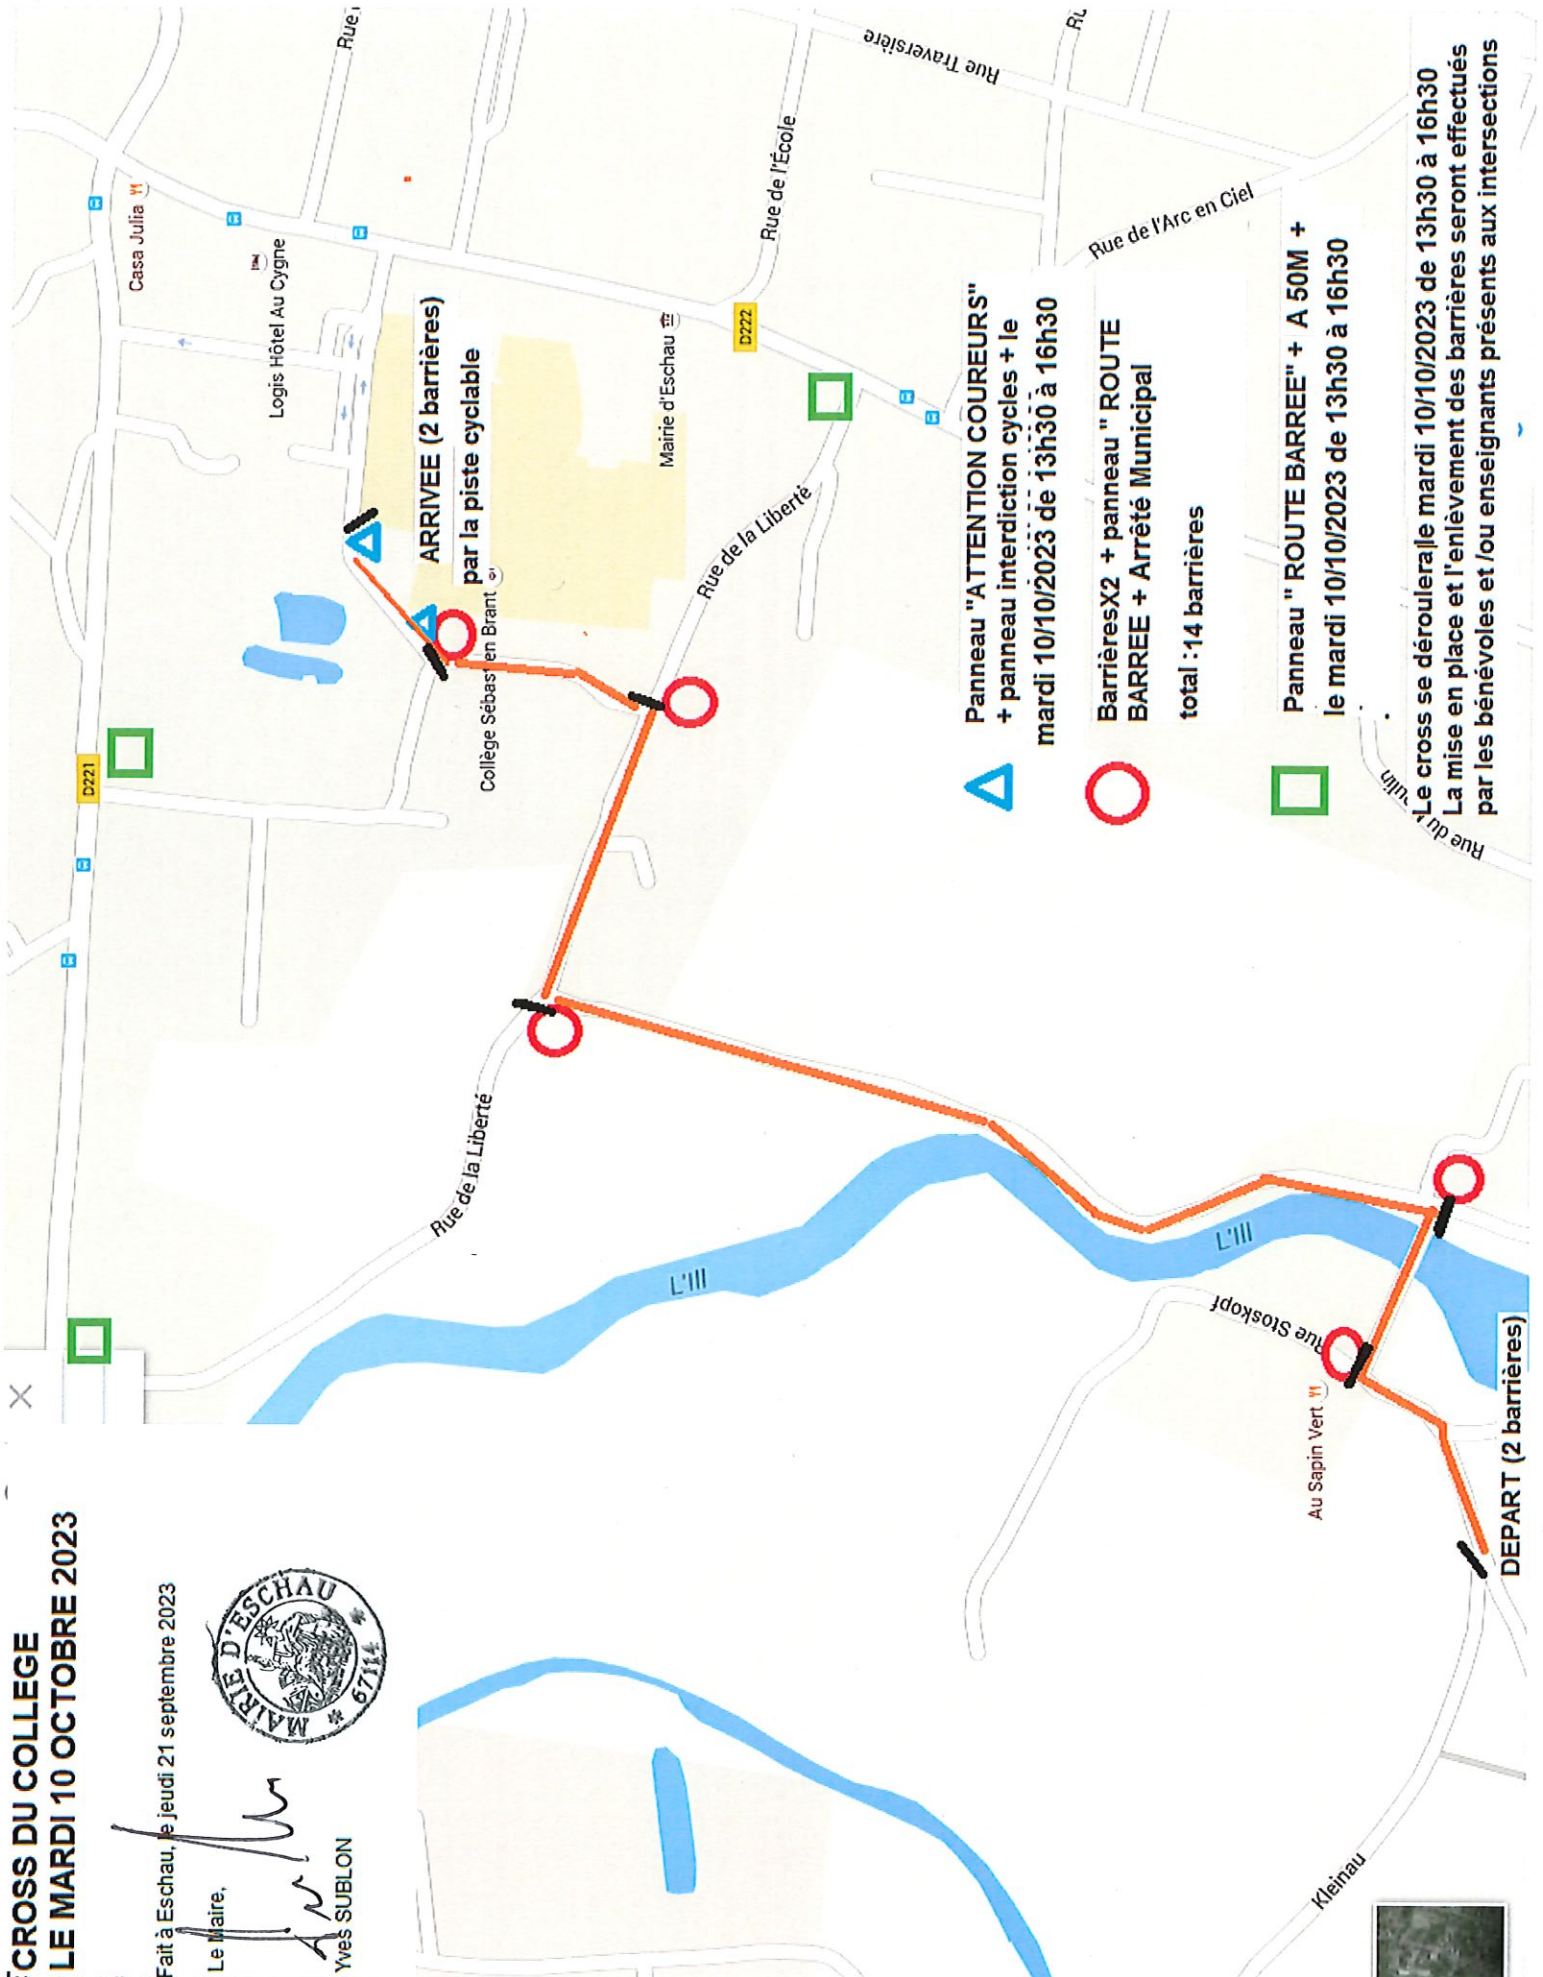 CROSS DU COLLEGE
LE MARDI 10 OCTOBRE 2023
Fait à Eschau, le jeudi 21 septembre 2023
Le Maire,
Yves SUBLON
MAIRIE D'ESCHAU
67114
D221
Casa Julia
Logis Hôtel Au Cygne
Rue
ARRIVEE (2 barrières)
par la piste cyclable
Collège Sébastien Brant
Mairie d'Eschau
D222
Rue de l'École
Rue Traversière
Rue de la Liberté
Rue de la Liberté
Rue de l'Arc en Ciel
L'Ill
L'Ill
Rue Stoskopf
Au Sapin Vert
DEPART (2 barrières)
Kleinau
Rue du Moulin
Panneau "ATTENTION COUREURS"
+ panneau interdiction cycles + le
mardi 10/10/2023 de 13h30 à 16h30
BarrièresX2 + panneau " ROUTE
BARREE + Arrêté Municipal
total :14 barrières
Panneau " ROUTE BARREE" + A 50M +
le mardi 10/10/2023 de 13h30 à 16h30
Le cross se déroulera le mardi 10/10/2023 de 13h30 à 16h30
La mise en place et l'enlèvement des barrières seront effectués
par les bénévoles et /ou enseignants présents aux intersections